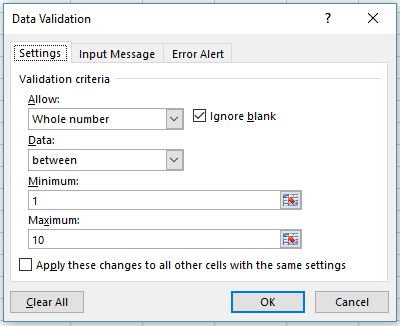 Data Validation ? ×
Settings Input Message Error Alert
Validation criteria
Allow:
Whole number Ignore blank
Data:
between
Minimum:
1
Maximum:
10
Apply these changes to all other cells with the same settings
Clear All OK Cancel